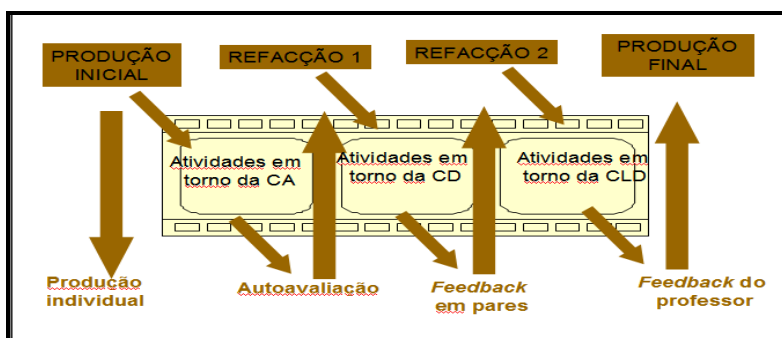 PRODUÇÃO
INICIAL
REFACÇÃO 1
REFACÇÃO 2
PRODUÇÃO
FINAL
Atividades em
torno da CA
Atividades em
torno da CD
Atividades em
torno da CLD
Produção
individual
Autoavaliação
Feedback
em pares
Feedback do
professor